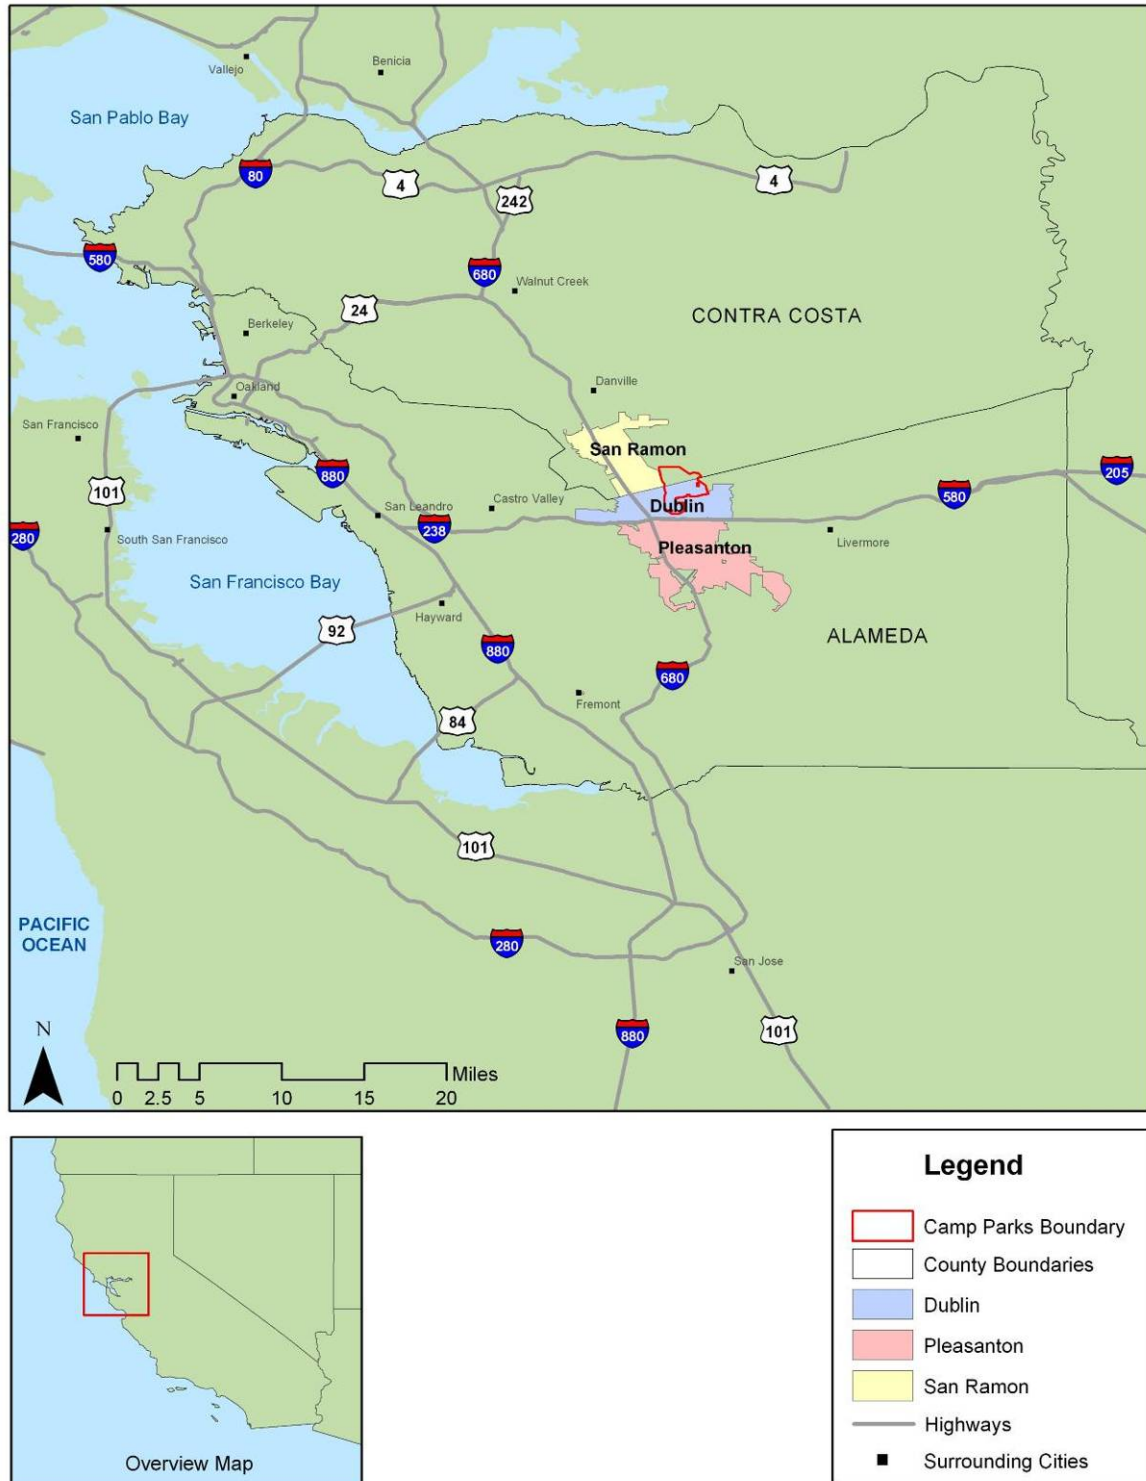 Vallejo
Benicia
San Pablo Bay
80
4
4
242
580
680
Walnut Creek
24
CONTRA COSTA
Berkeley
Danville
Oakland
San Francisco
San Ramon
880
205
101
580
Castro Valley
San Leandro
Dublin
238
280
South San Francisco
Livermore
Pleasanton
San Francisco Bay
Hayward
92
ALAMEDA
880
680
Fremont
84
101
PACIFIC
OCEAN
280
San Jose
N
880
101
Miles
0 2.5 5 10 15 20
Overview Map
Legend
Camp Parks Boundary
County Boundaries
Dublin
Pleasanton
San Ramon
Highways
Surrounding Cities